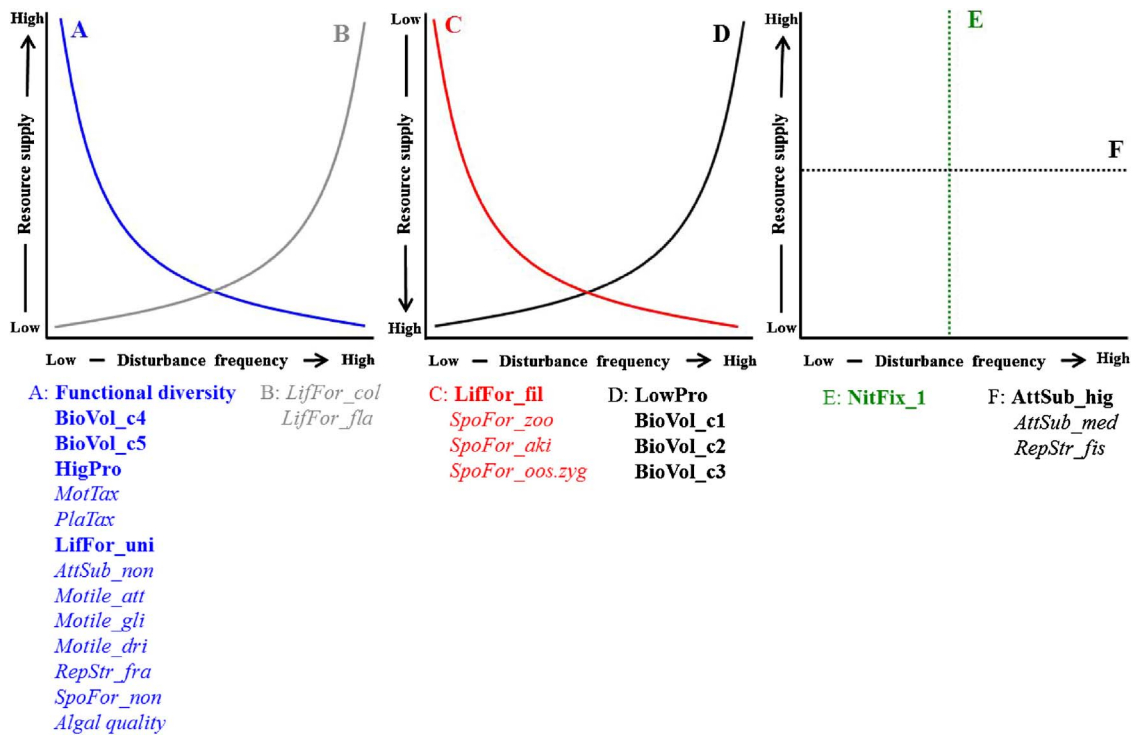 High
Resource supply
Low
A
B
Low – Disturbance frequency High
Low
Resource supply
High
C
D
Low – Disturbance frequency High
High
Resource supply
Low
E
F
Low – Disturbance frequency High
A: Functional diversity
BioVol_c4
BioVol_c5
HigPro
MotTax
PlaTax
LifFor_uni
AttSub_non
Motile_att
Motile_gli
Motile_dri
RepStr_fra
SpoFor_non
Algal quality
B: LifFor_col
LifFor_fla
C: LifFor_fil
SpoFor_zoo
SpoFor_aki
SpoFor_oos.zyg
D: LowPro
BioVol_c1
BioVol_c2
BioVol_c3
E: NitFix_1
F: AttSub_hig
AttSub_med
RepStr_fis